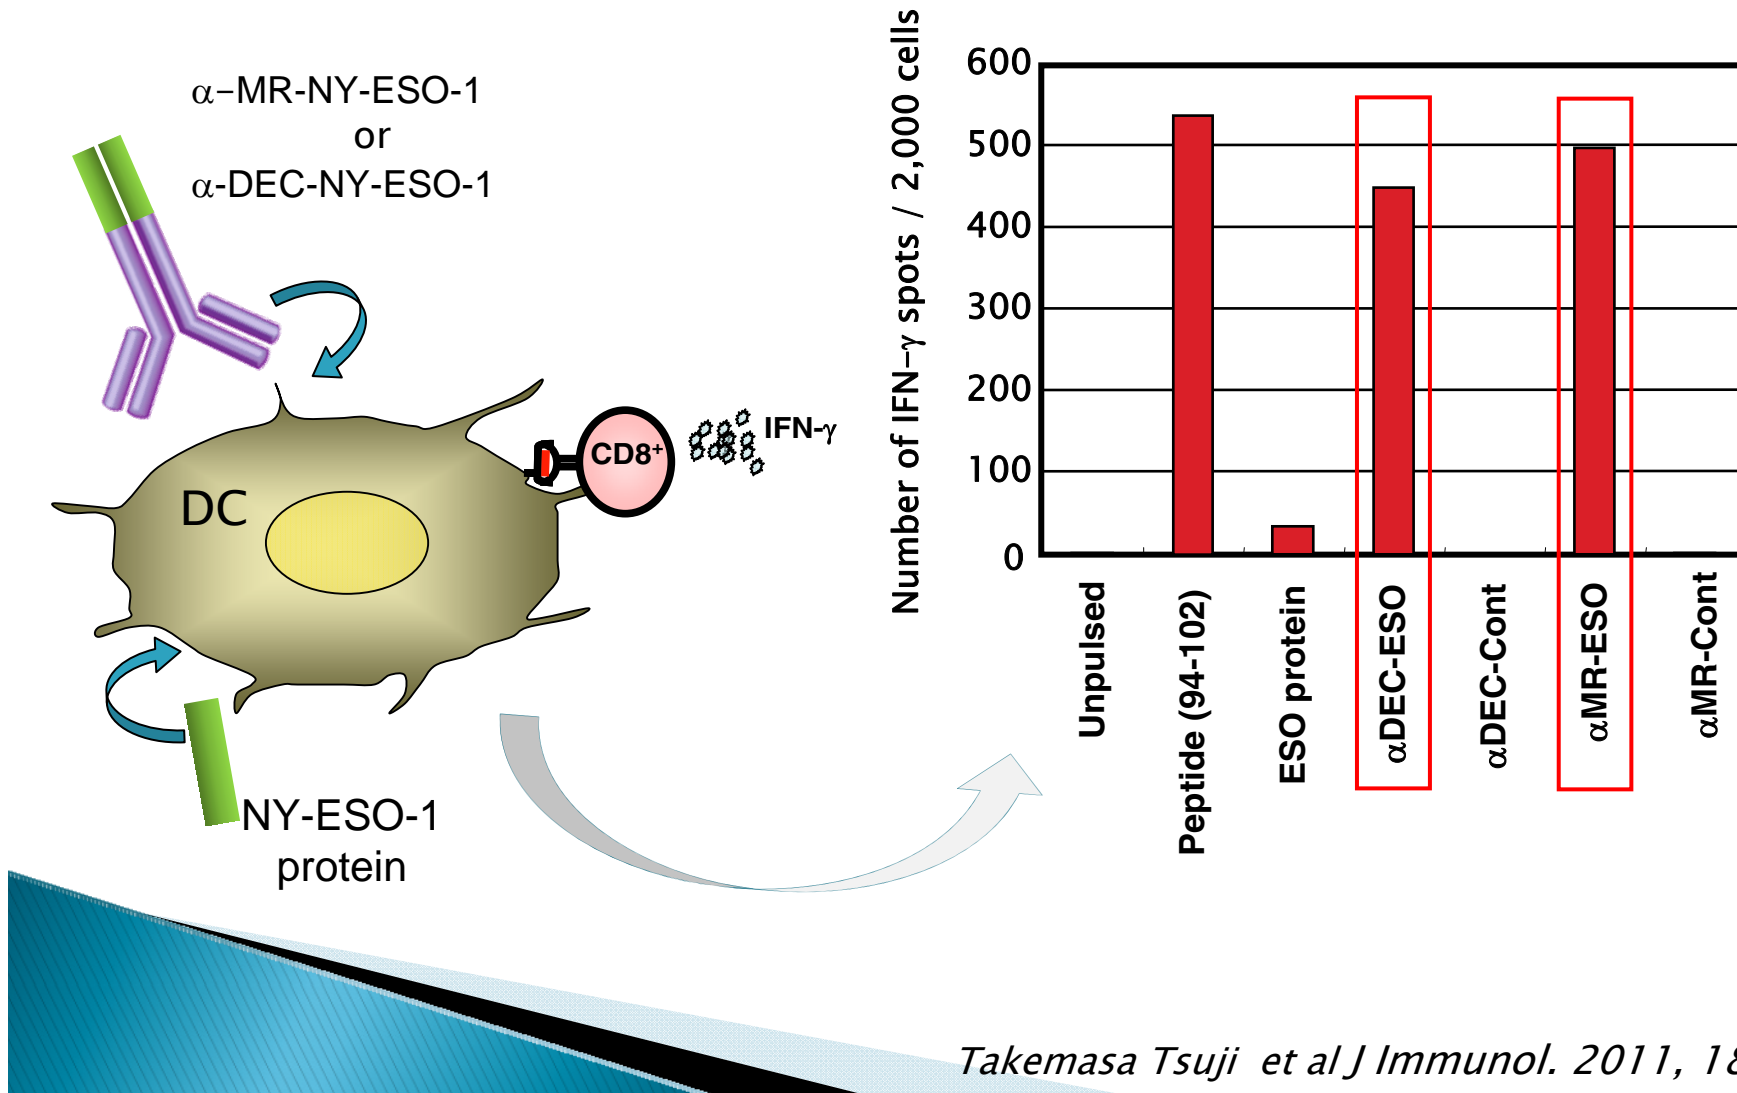 α–MR-NY-ESO-1
or
α-DEC-NY-ESO-1
DC
CD8+
IFN-γ
NY-ESO-1
protein
Number of IFN–γ spots / 2,000 cells
600
500
400
300
200
100
0
Unpulsed
Peptide (94-102)
ESO protein
αDEC-ESO
αDEC-Cont
αMR-ESO
αMR-Cont
Takemasa Tsuji et al J Immunol. 2011, 18